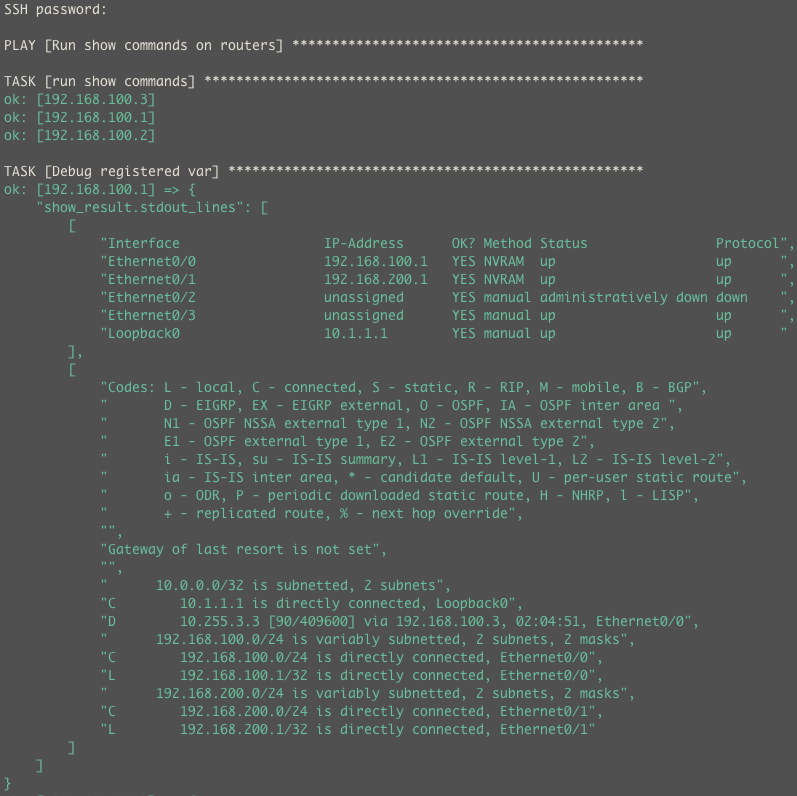 SSH password:
PLAY [Run show commands on routers] ********************************************
TASK [run show commands] *******************************************************
ok: [192.168.100.3]
ok: [192.168.100.1]
ok: [192.168.100.2]
TASK [Debug registered var] ****************************************************
ok: [192.168.100.1] => {
    "show_result.stdout_lines": [
        [
            "Interface                  IP-Address      OK? Method Status                Protocol",
            "Ethernet0/0                192.168.100.1   YES NVRAM  up                    up      ",
            "Ethernet0/1                192.168.200.1   YES NVRAM  up                    up      ",
            "Ethernet0/2                unassigned      YES manual administratively down down    ",
            "Ethernet0/3                unassigned      YES manual up                    up      ",
            "Loopback0                  10.1.1.1        YES manual up                    up      "
        ],
        [
            "Codes: L - local, C - connected, S - static, R - RIP, M - mobile, B - BGP",
            "       D - EIGRP, EX - EIGRP external, O - OSPF, IA - OSPF inter area ",
            "       N1 - OSPF NSSA external type 1, N2 - OSPF NSSA external type 2",
            "       E1 - OSPF external type 1, E2 - OSPF external type 2",
            "       i - IS-IS, su - IS-IS summary, L1 - IS-IS level-1, L2 - IS-IS level-2",
            "       ia - IS-IS inter area, * - candidate default, U - per-user static route",
            "       o - ODR, P - periodic downloaded static route, H - NHRP, l - LISP",
            "       + - replicated route, % - next hop override",
            "",
            "Gateway of last resort is not set",
            "",
            "      10.0.0.0/32 is subnetted, 2 subnets",
            "C        10.1.1.1 is directly connected, Loopback0",
            "D        10.255.3.3 [90/409600] via 192.168.100.3, 02:04:51, Ethernet0/0",
            "      192.168.100.0/24 is variably subnetted, 2 subnets, 2 masks",
            "C        192.168.100.0/24 is directly connected, Ethernet0/0",
            "L        192.168.100.1/32 is directly connected, Ethernet0/0",
            "      192.168.200.0/24 is variably subnetted, 2 subnets, 2 masks",
            "C        192.168.200.0/24 is directly connected, Ethernet0/1",
            "L        192.168.200.1/32 is directly connected, Ethernet0/1"
        ]
    ]
}